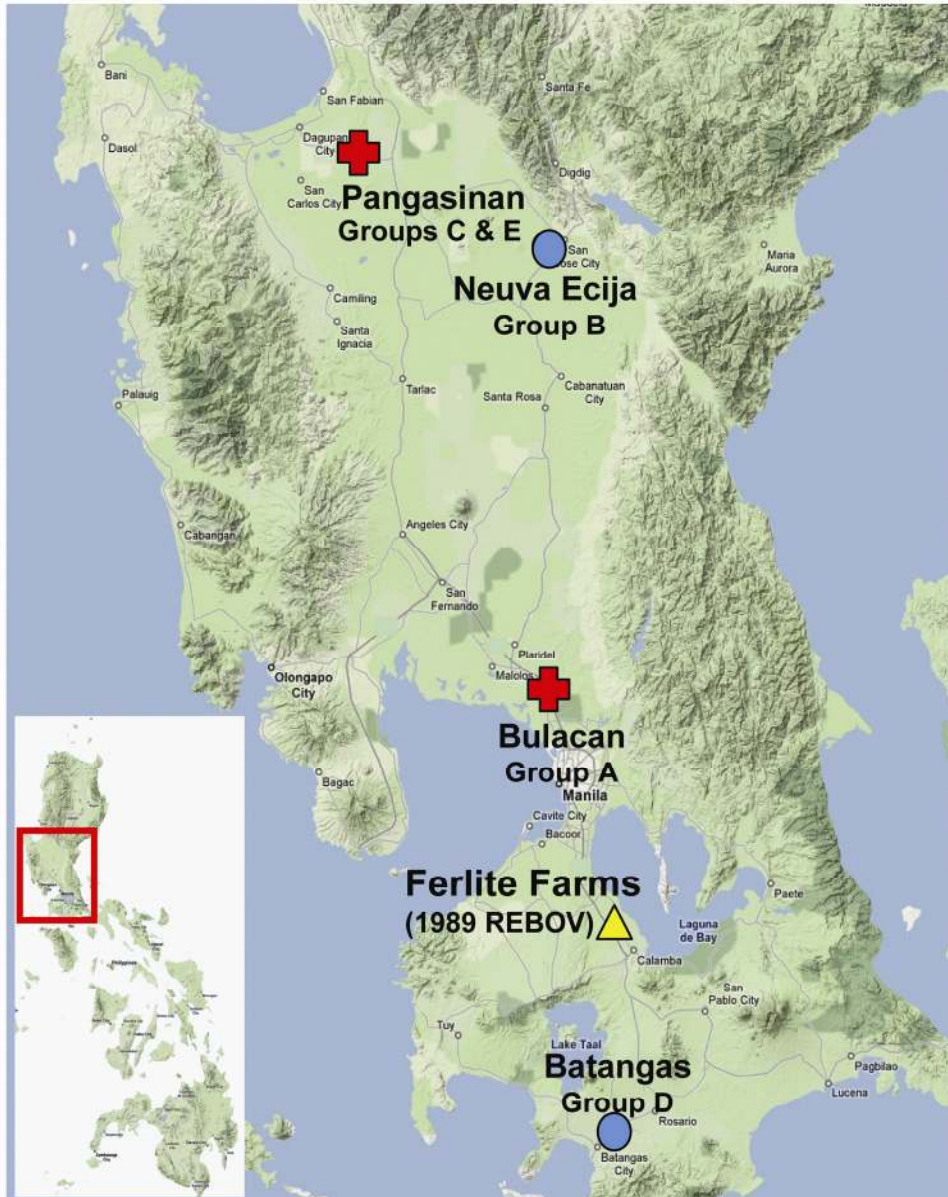 Bani
San Fabian
Santa Fe
Dagupan
City
Dasol
Digdig
San
Carlos City
Pangasinan
Groups C & E
San
ose City
Maria
Aurora
Neuva Ecija
Group B
Camiling
Santa
Ignacia
Tarlac
Cabanatuan
City
Palauig
Santa Rosa
Angeles City
Cabangan
San
Fernando
Plaridel
Malolos
Olongapo
City
Bulacan
Group A
Bagac
Manila
Cavite City
Bacoor
Ferlite Farms
(1989 REBOV)
Paete
Laguna
de Bay
Calamba
San
Pablo City
Tuy
Lake Taal
Batangas
Group D
Pagbilao
Lucena
Rosario
Batangas
City
Philippines